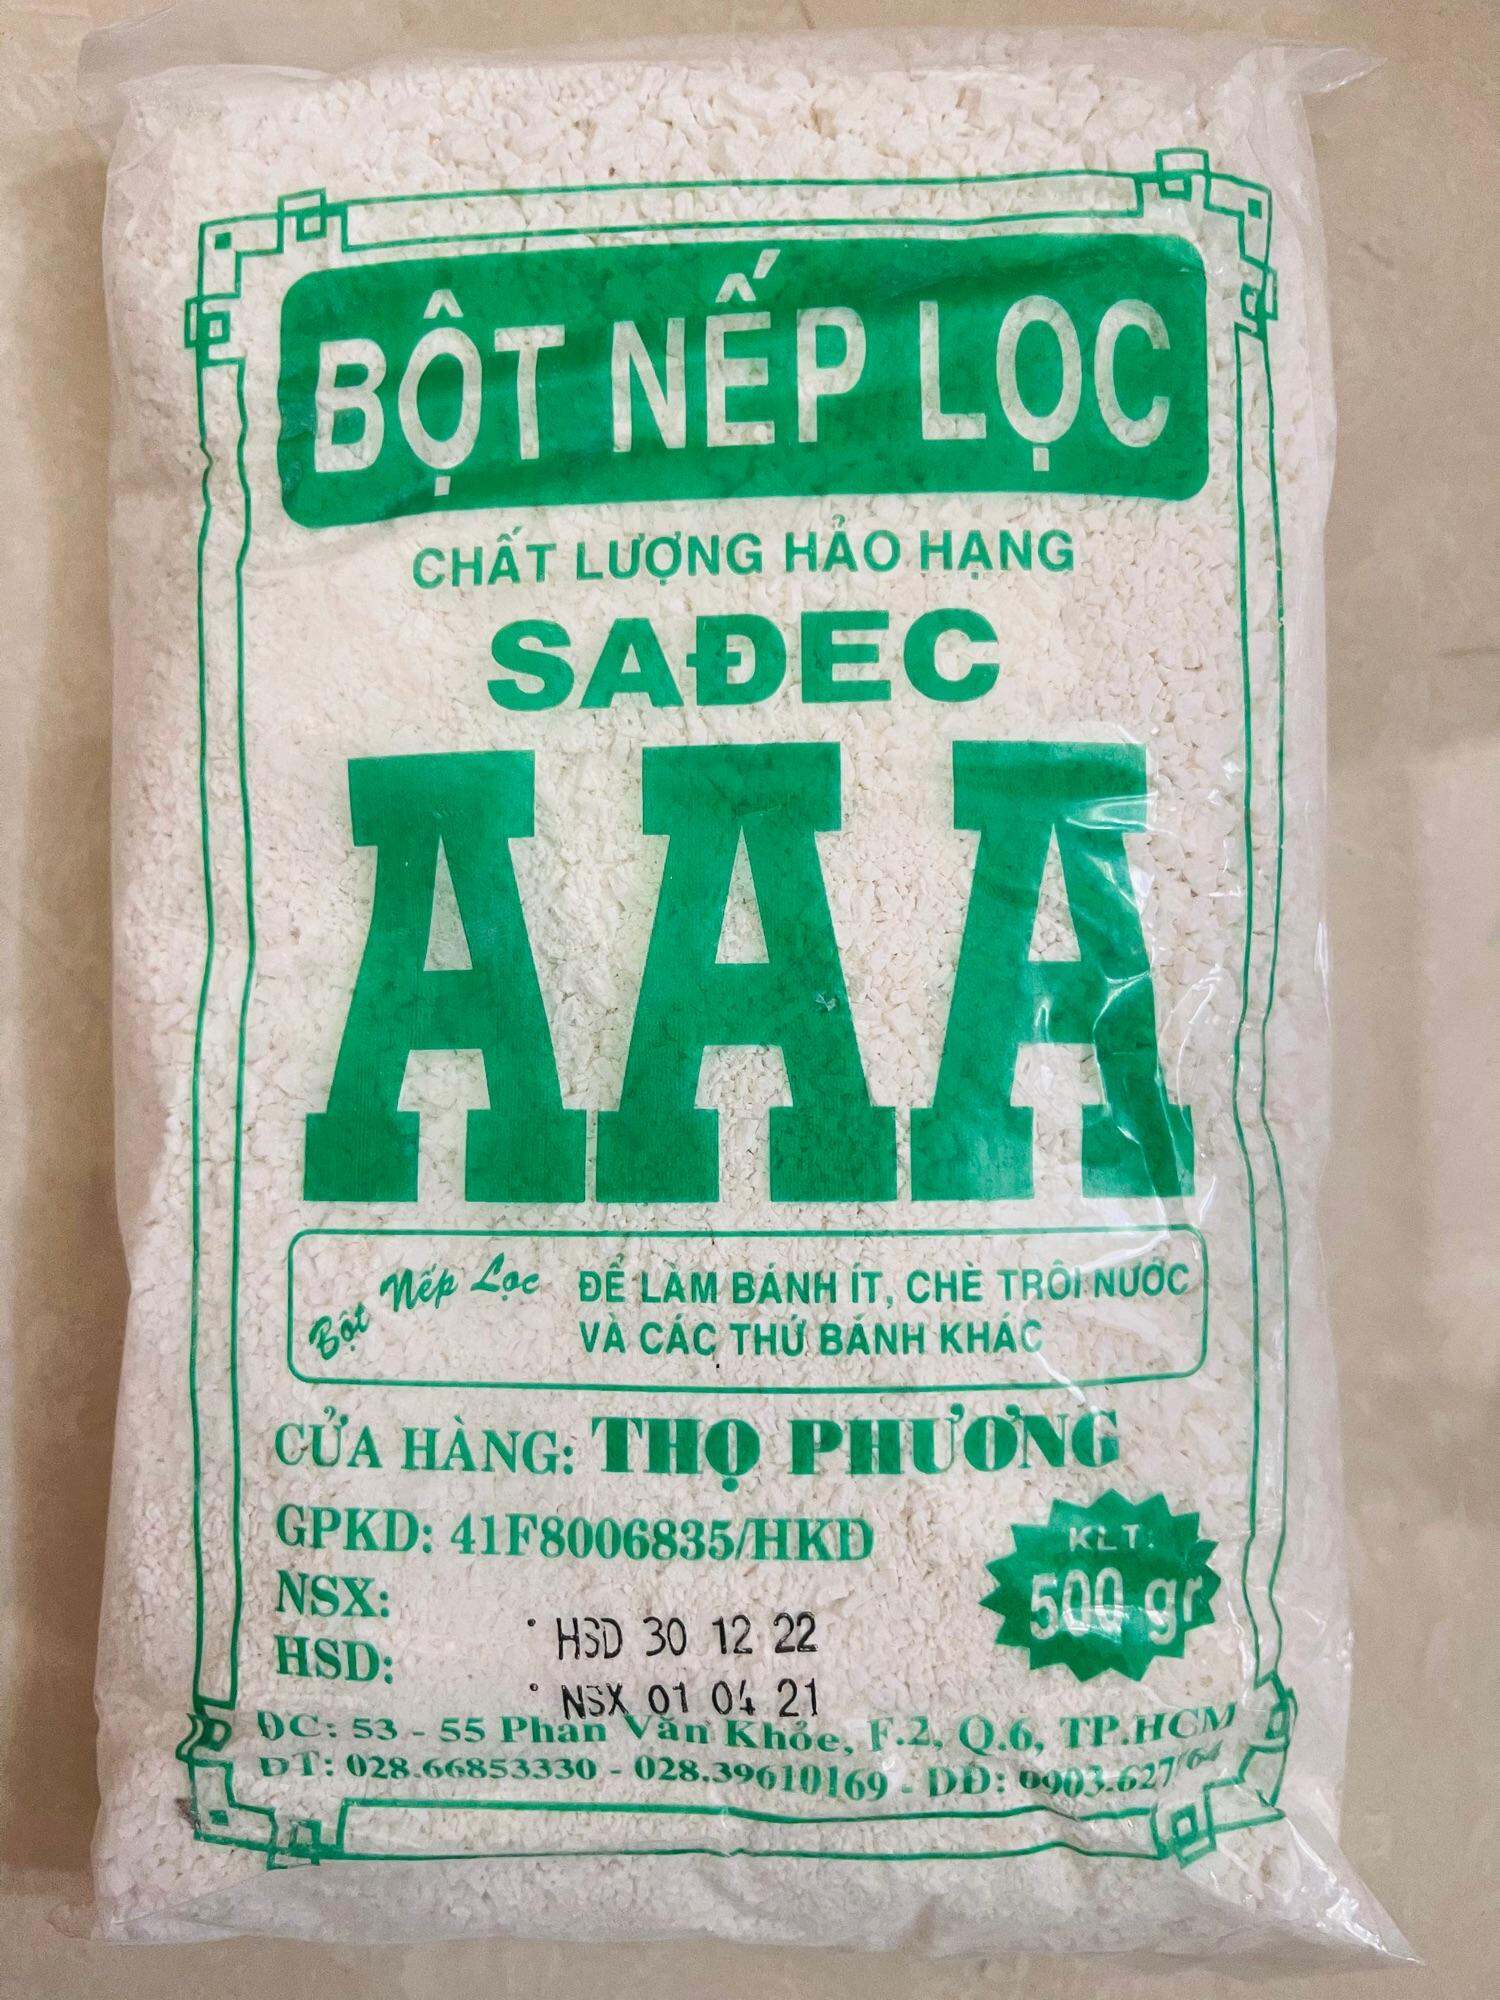 BỘT NẾP LỌC
CHẤT LƯỢNG HẢO HẠNG
SAĐEC
AAA
Bột Nếp Lọc
ĐỂ LÀM BÁNH ÍT, CHÈ TRÔI NƯỚC
VÀ CÁC THỨ BÁNH KHÁC
CỬA HÀNG: THỌ PHƯƠNG
GPKD: 41F8006835/HKD
KLT:
500 gr
NSX:
HSD:
HSD 30 12 22
NSX 01 04 21
ĐC: 53 - 55 Phan Văn Khỏe, F.2, Q.6, TP.HCM
ĐT: 028.66853330 - 028.39610169 - DĐ: